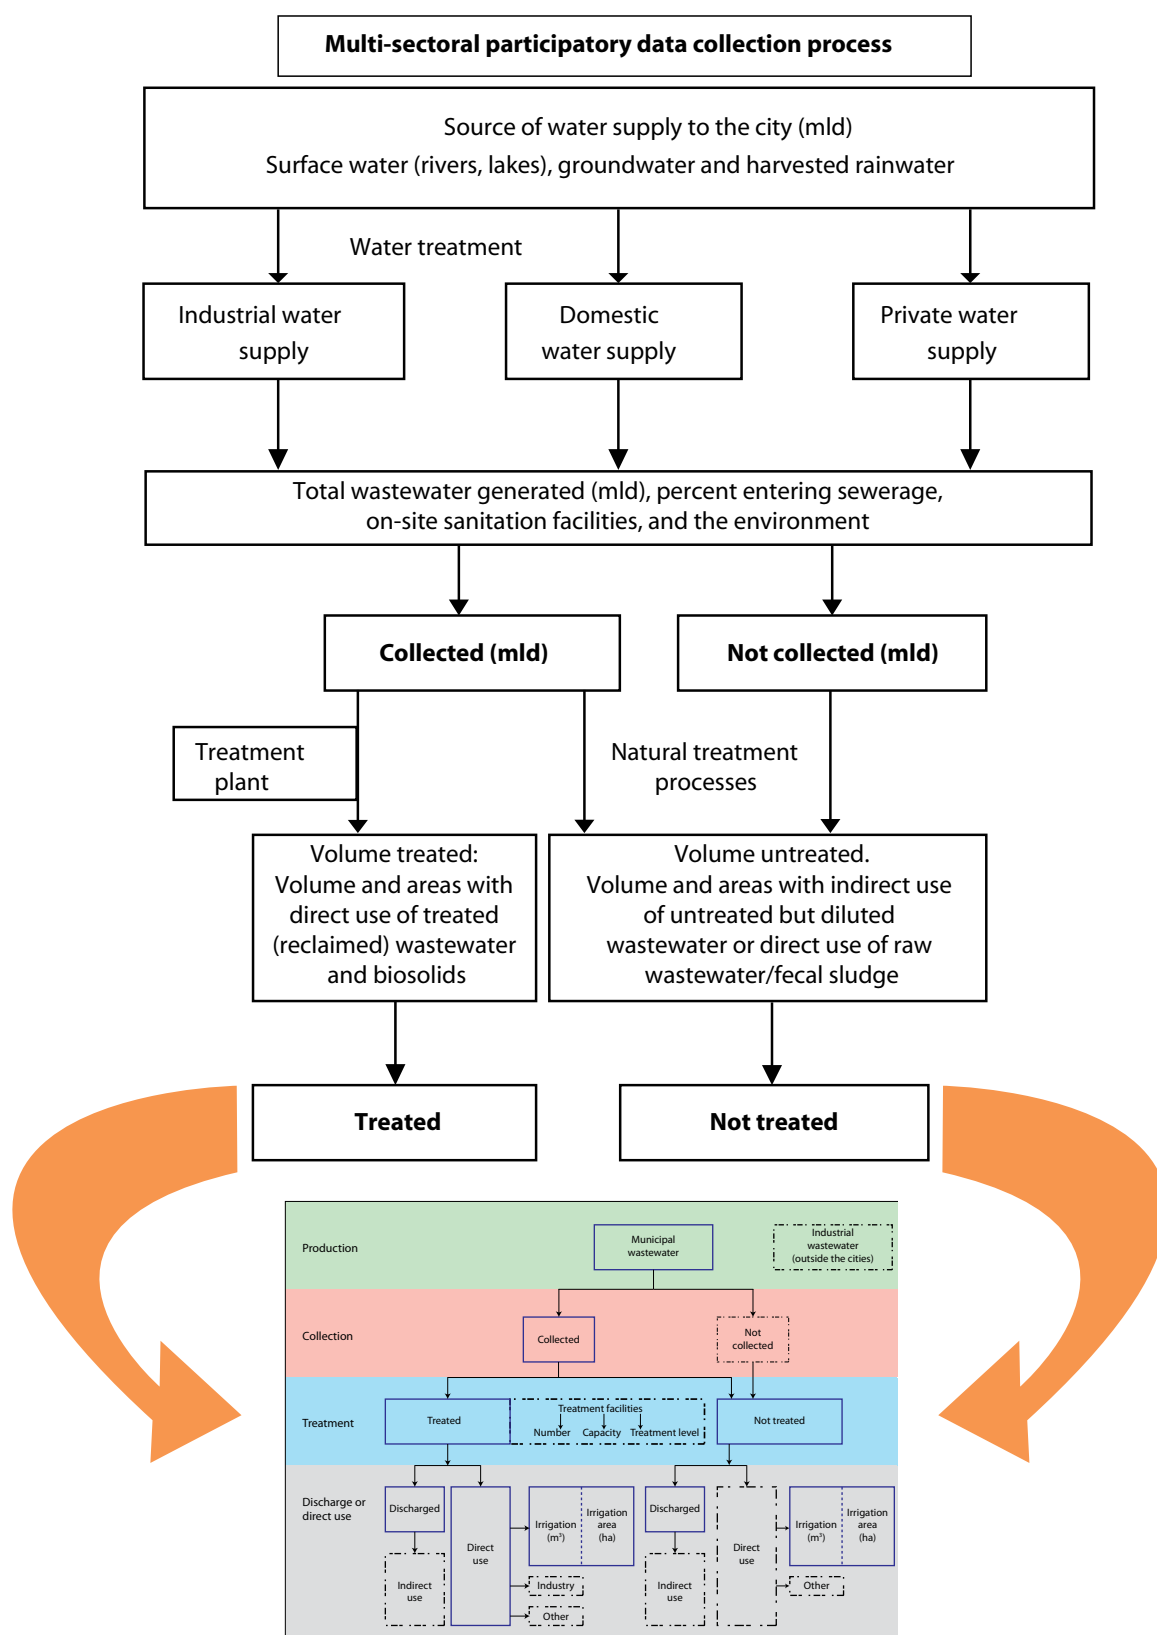 Multi-sectoral participatory data collection process
Source of water supply to the city (mld)
Surface water (rivers, lakes), groundwater and harvested rainwater
Water treatment
Industrial water
supply
Domestic
water supply
Private water
supply
Total wastewater generated (mld), percent entering sewerage,
on-site sanitation facilities, and the environment
Collected (mld)
Not collected (mld)
Treatment
plant
Natural treatment
processes
Volume treated:
Volume and areas with
direct use of treated
(reclaimed) wastewater
and biosolids
Volume untreated.
Volume and areas with indirect use
of untreated but diluted
wastewater or direct use of raw
wastewater/fecal sludge
Treated
Not treated
Production
Municipal
wastewater
Industrial
wastewater
(outside the cities)
Collection
Collected
Not
collected
Treatment
Treated
Treatment facilities
Number
Capacity
Treatment level
Not treated
Discharge or
direct use
Discharged
Indirect
use
Direct
use
Irrigation
(m³)
Irrigation
area
(ha)
Industry
Other
Discharged
Indirect
use
Direct
use
Irrigation
(m³)
Irrigation
area
(ha)
Other